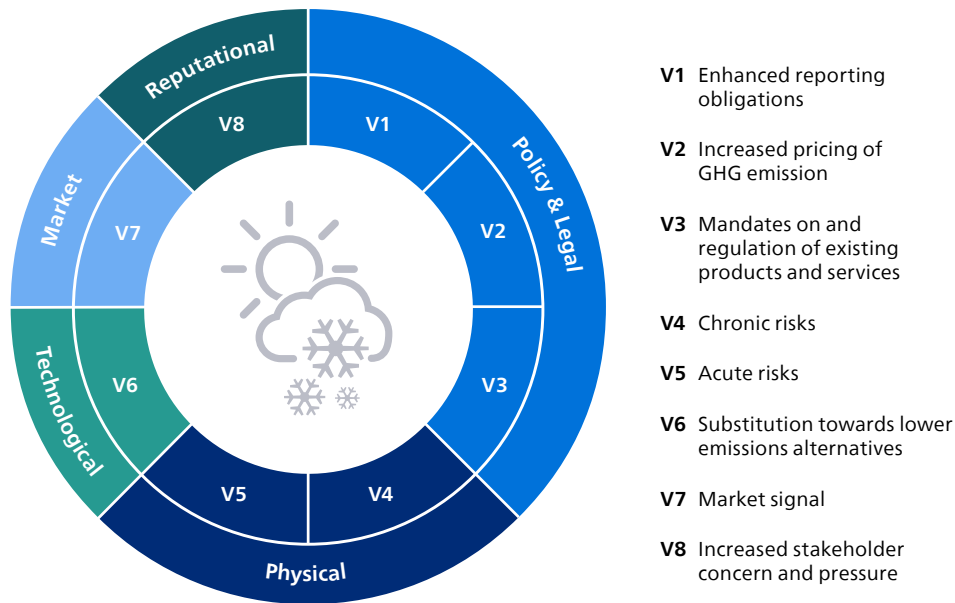 Reputational
Policy & Legal
Market
Technological
Physical
V8
V1
V7
V2
V6
V3
V5
V4
V1 Enhanced reporting
obligations
V2 Increased pricing of
GHG emission
V3 Mandates on and
regulation of existing
products and services
V4 Chronic risks
V5 Acute risks
V6 Substitution towards lower
emissions alternatives
V7 Market signal
V8 Increased stakeholder
concern and pressure